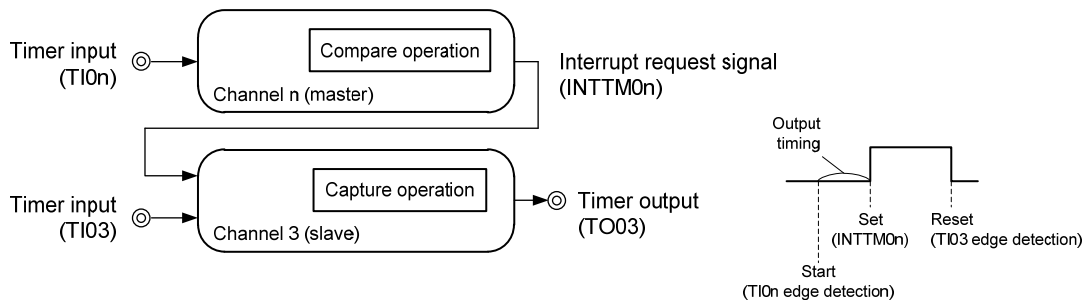 Timer input
(TI0n)
Compare operation
Channel n (master)
Interrupt request signal
(INTTM0n)
Timer input
(TI03)
Capture operation
Channel 3 (slave)
Timer output
(TO03)
Output
timing
Set
(INTTM0n)
Reset
(TI03 edge detection)
Start
(TI0n edge detection)